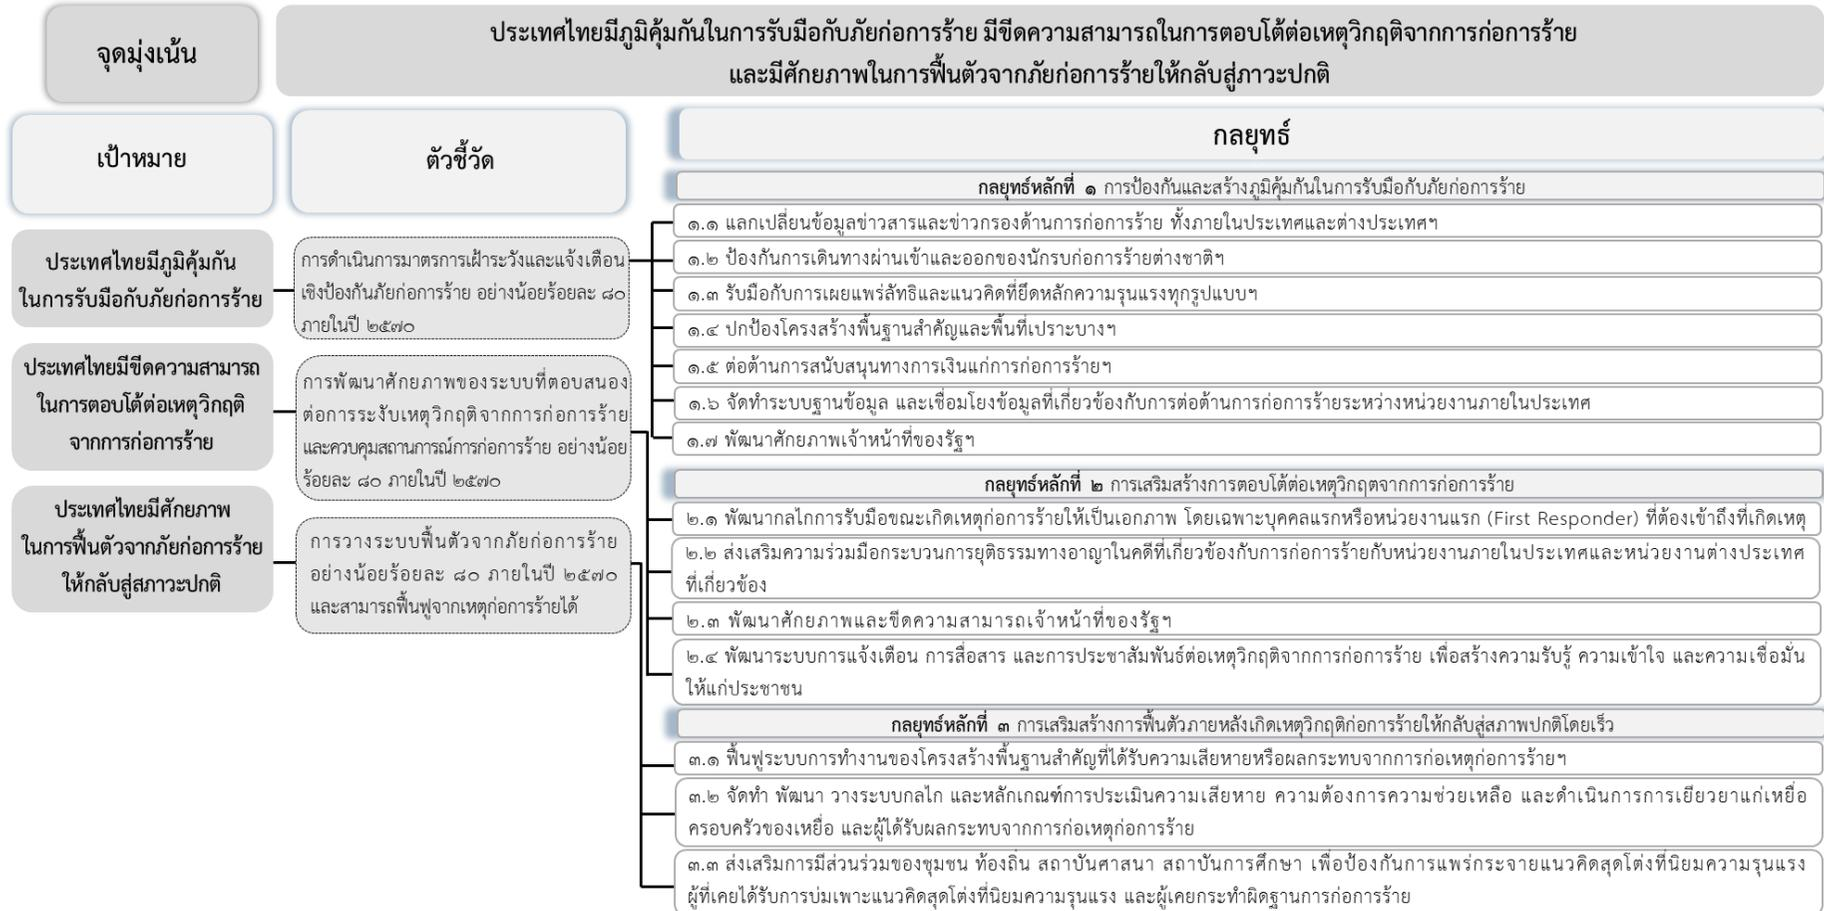 จุดมุ่งเน้น
ประเทศไทยมีภูมิคุ้มกันในการรับมือกับภัยก่อการร้าย มีขีดความสามารถในการตอบโต้ต่อเหตุวิกฤติจากการก่อการร้าย
และมีศักยภาพในการฟื้นตัวจากภัยก่อการร้ายให้กลับสู่ภาวะปกติ
เป้าหมาย
ตัวชี้วัด
กลยุทธ์
ประเทศไทยมีภูมิคุ้มกัน
ในการรับมือกับภัยก่อการร้าย
ประเทศไทยมีขีดความสามารถ
ในการตอบโต้ต่อเหตุวิกฤติ
จากการก่อการร้าย
ประเทศไทยมีศักยภาพ
ในการฟื้นตัวจากภัยก่อการร้าย
ให้กลับสู่สภาวะปกติ
การดำเนินการมาตรการเฝ้าระวังและแจ้งเตือน
เชิงป้องกันภัยก่อการร้าย อย่างน้อยร้อยละ ๘๐
ภายในปี ๒๕๗๐
การพัฒนาศักยภาพของระบบที่ตอบสนอง
ต่อการระงับเหตุวิกฤติจากการก่อการร้าย
และควบคุมสถานการณ์การก่อการร้าย อย่างน้อย
ร้อยละ ๘๐ ภายในปี ๒๕๗๐
การวางระบบฟื้นตัวจากภัยก่อการร้าย
อย่างน้อยร้อยละ ๘๐ ภายในปี ๒๕๗๐
และสามารถฟื้นฟูจากเหตุก่อการร้ายได้
กลยุทธ์หลักที่ ๑ การป้องกันและสร้างภูมิคุ้มกันในการรับมือกับภัยก่อการร้าย
๑.๑ แลกเปลี่ยนข้อมูลข่าวสารและข่าวกรองด้านการก่อการร้าย ทั้งภายในประเทศและต่างประเทศฯ
๑.๒ ป้องกันการเดินทางผ่านเข้าและออกของนักรบก่อการร้ายต่างชาติฯ
๑.๓ รับมือกับการเผยแพร่ลัทธิและแนวคิดที่ยึดหลักความรุนแรงทุกรูปแบบฯ
๑.๔ ปกป้องโครงสร้างพื้นฐานสำคัญและพื้นที่เปราะบางฯ
๑.๕ ต่อต้านการสนับสนุนทางการเงินแก่การก่อการร้ายฯ
๑.๖ จัดทำระบบฐานข้อมูล และเชื่อมโยงข้อมูลที่เกี่ยวข้องกับการต่อต้านการก่อการร้ายระหว่างหน่วยงานภายในประเทศ
๑.๗ พัฒนาศักยภาพเจ้าหน้าที่ของรัฐฯ
กลยุทธ์หลักที่ ๒ การเสริมสร้างการตอบโต้ต่อเหตุวิกฤตจากการก่อการร้าย
๒.๑ พัฒนากลไกการรับมือขณะเกิดเหตุก่อการร้ายให้เป็นเอกภาพ โดยเฉพาะบุคคลแรกหรือหน่วยงานแรก (First Responder) ที่ต้องเข้าถึงที่เกิดเหตุ
๒.๒ ส่งเสริมความร่วมมือกระบวนการยุติธรรมทางอาญาในคดีที่เกี่ยวข้องกับการก่อการร้ายกับหน่วยงานภายในประเทศและหน่วยงานต่างประเทศ
ที่เกี่ยวข้อง
๒.๓ พัฒนาศักยภาพและขีดความสามารถเจ้าหน้าที่ของรัฐฯ
๒.๔ พัฒนาระบบการแจ้งเตือน การสื่อสาร และการประชาสัมพันธ์ต่อเหตุวิกฤติจากการก่อการร้าย เพื่อสร้างความรับรู้ ความเข้าใจ และความเชื่อมั่น
ให้แก่ประชาชน
กลยุทธ์หลักที่ ๓ การเสริมสร้างการฟื้นตัวภายหลังเกิดเหตุวิกฤติก่อการร้ายให้กลับสู่สภาพปกติโดยเร็ว
๓.๑ ฟื้นฟูระบบการทำงานของโครงสร้างพื้นฐานสำคัญที่ได้รับความเสียหายหรือผลกระทบจากการก่อเหตุก่อการร้ายฯ
๓.๒ จัดทำ พัฒนา วางระบบกลไก และหลักเกณฑ์การประเมินความเสียหาย ความต้องการความช่วยเหลือ และดำเนินการการเยียวยาแก่เหยื่อ
ครอบครัวของเหยื่อ และผู้ได้รับผลกระทบจากการก่อเหตุก่อการร้าย
๓.๓ ส่งเสริมการมีส่วนร่วมของชุมชน ท้องถิ่น สถาบันศาสนา สถาบันการศึกษา เพื่อป้องกันการแพร่กระจายแนวคิดสุดโต่งที่นิยมความรุนแรง
ผู้ที่เคยได้รับการบ่มเพาะแนวคิดสุดโต่งที่นิยมความรุนแรง และผู้เคยกระทำผิดฐานการก่อการร้าย